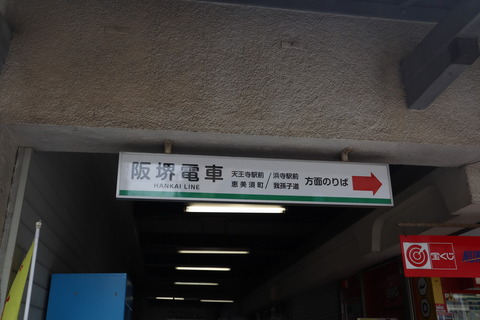 阪堺電車
HANKAI LINE
天王寺駅前/浜寺駅前
恵美須町/我孫子道
方面のりば
宝くじ